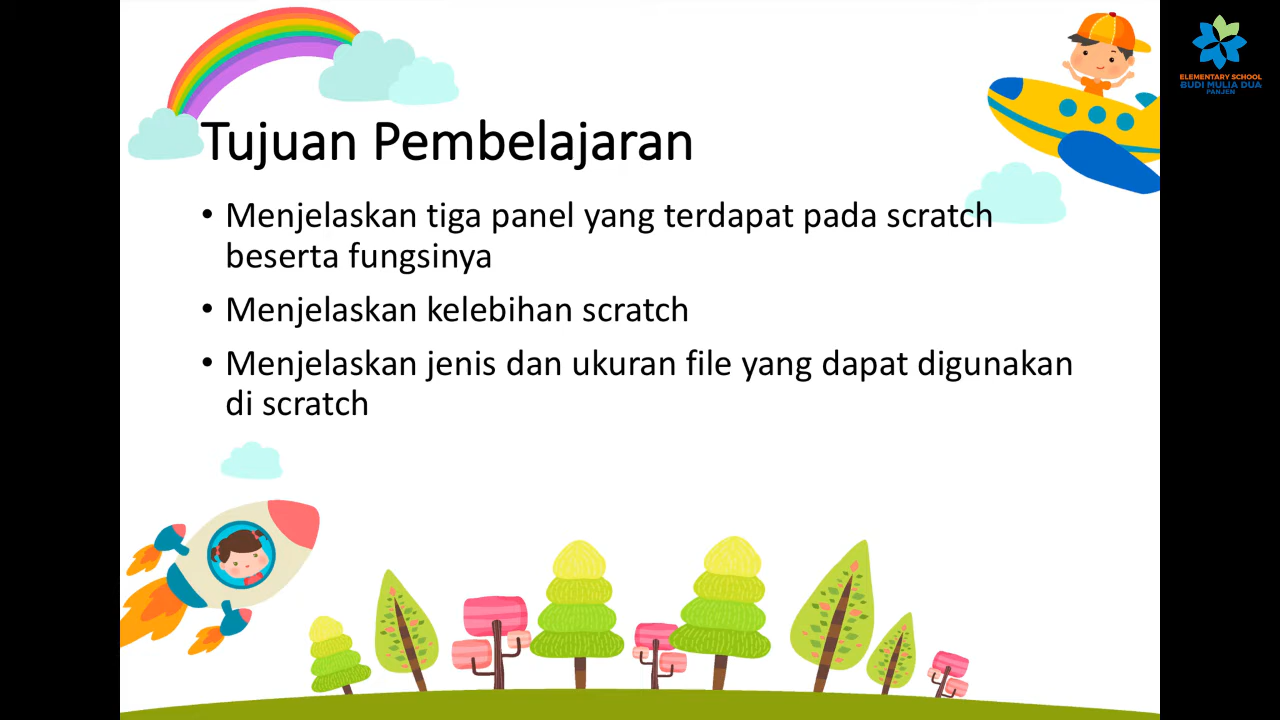 ELEMENTARY SCHOOL
BUDI MULIA DUA
PANJEN
Tujuan Pembelajaran
• Menjelaskan tiga panel yang terdapat pada scratch
beserta fungsinya
• Menjelaskan kelebihan scratch
• Menjelaskan jenis dan ukuran file yang dapat digunakan
di scratch